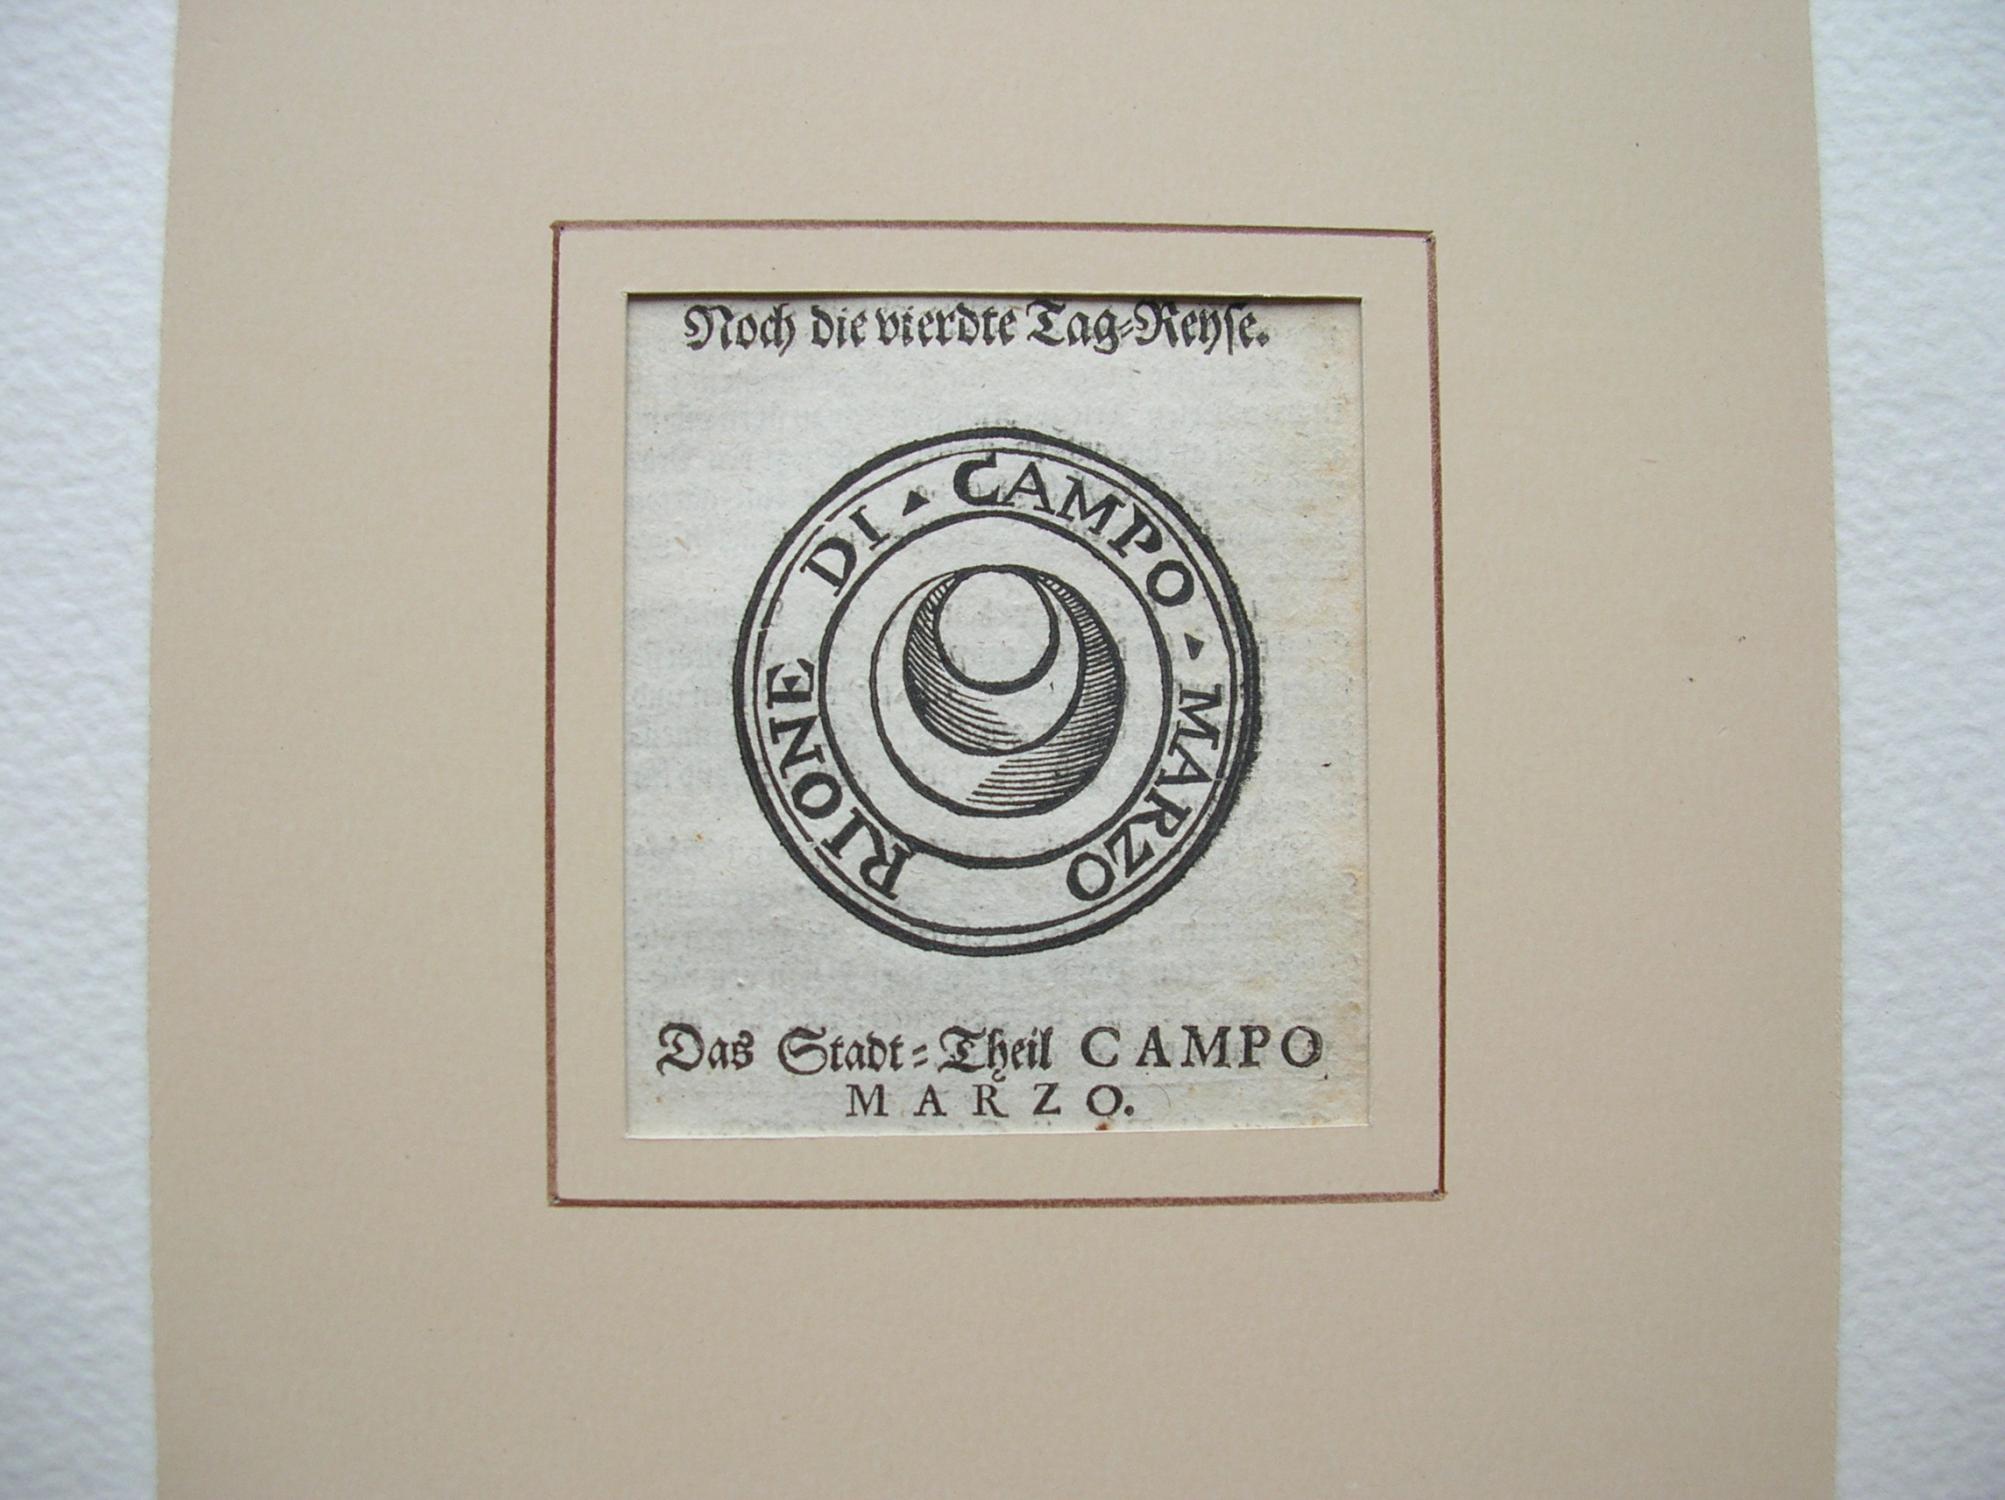 Noch die vierdte Tag-Reyse.
RIONE DI CAMPO MARZO
Das Stadt-Theil CAMPO
MARZO.